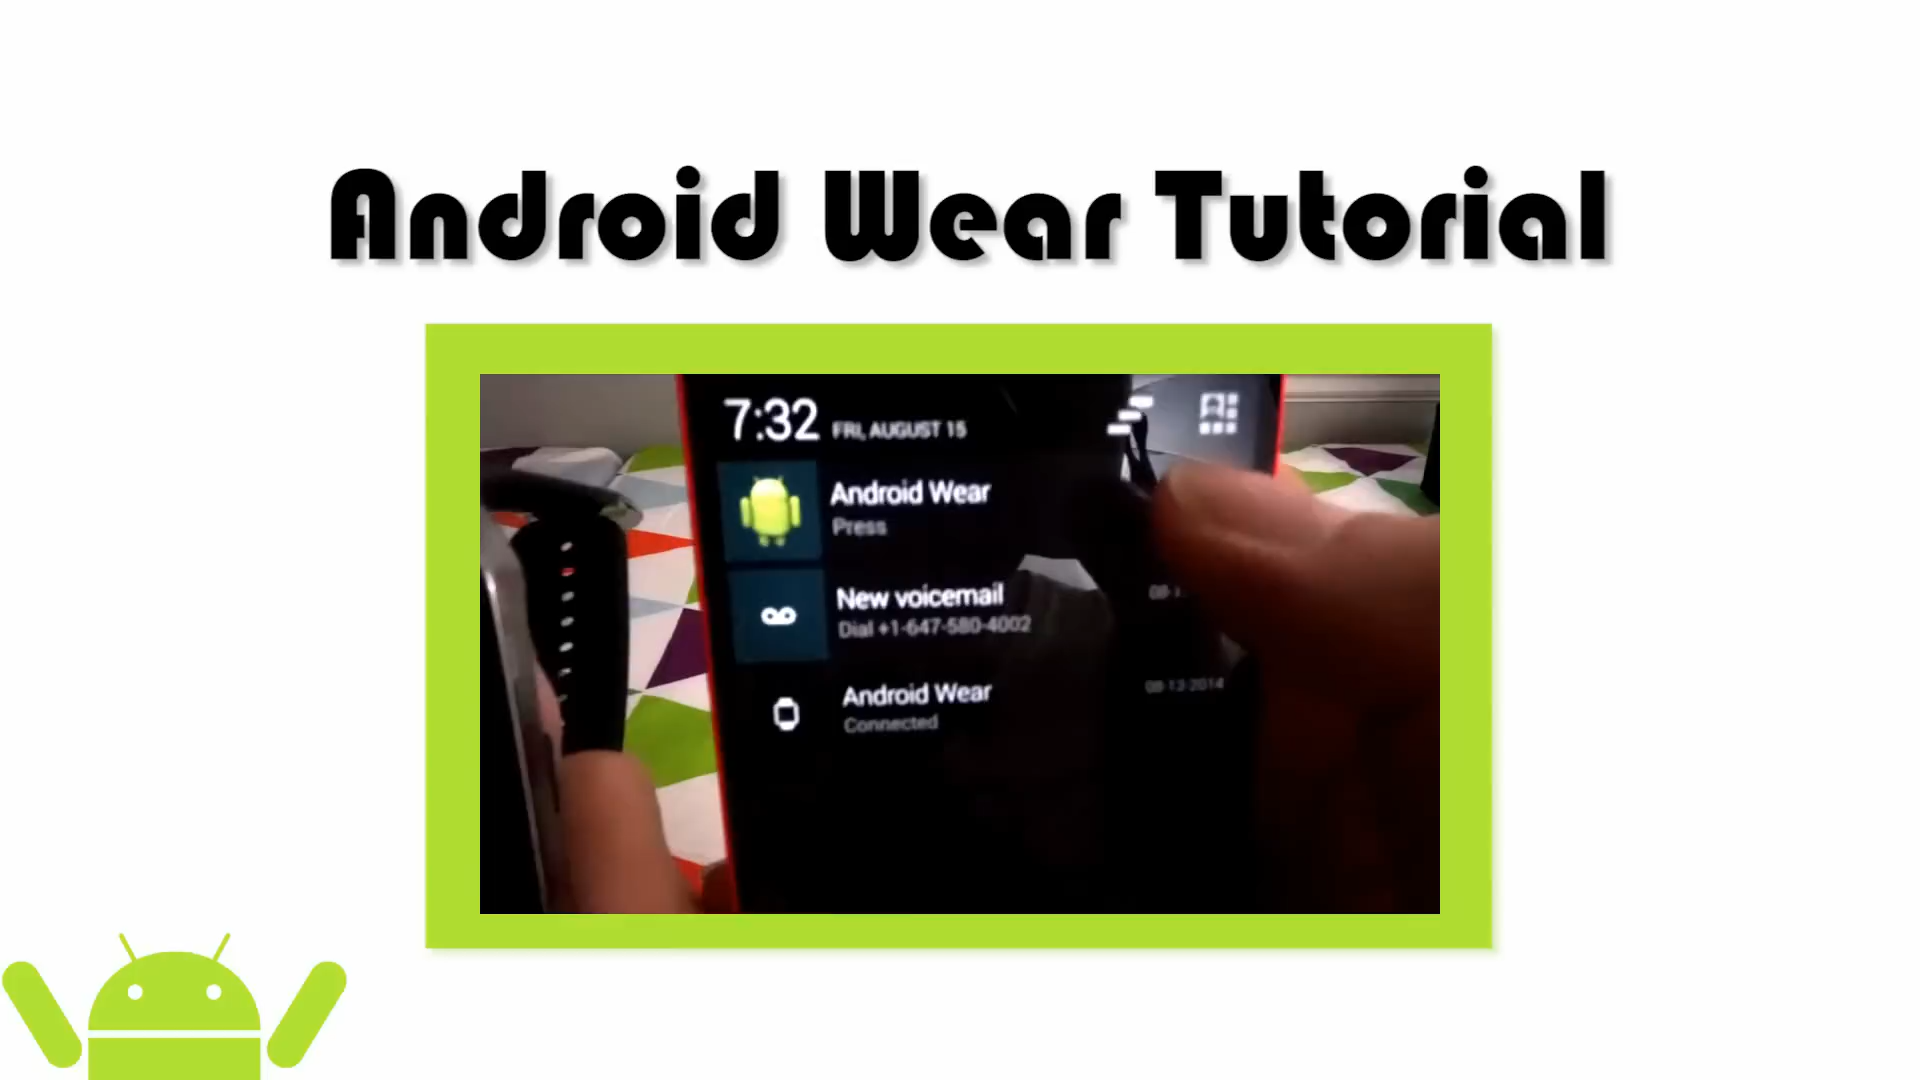 Android Wear Tutorial
7:32 FRI, AUGUST 15
Android Wear
Press
New voicemail
Dial +1-647-580-4002
Android Wear
08-13-2014
Connected